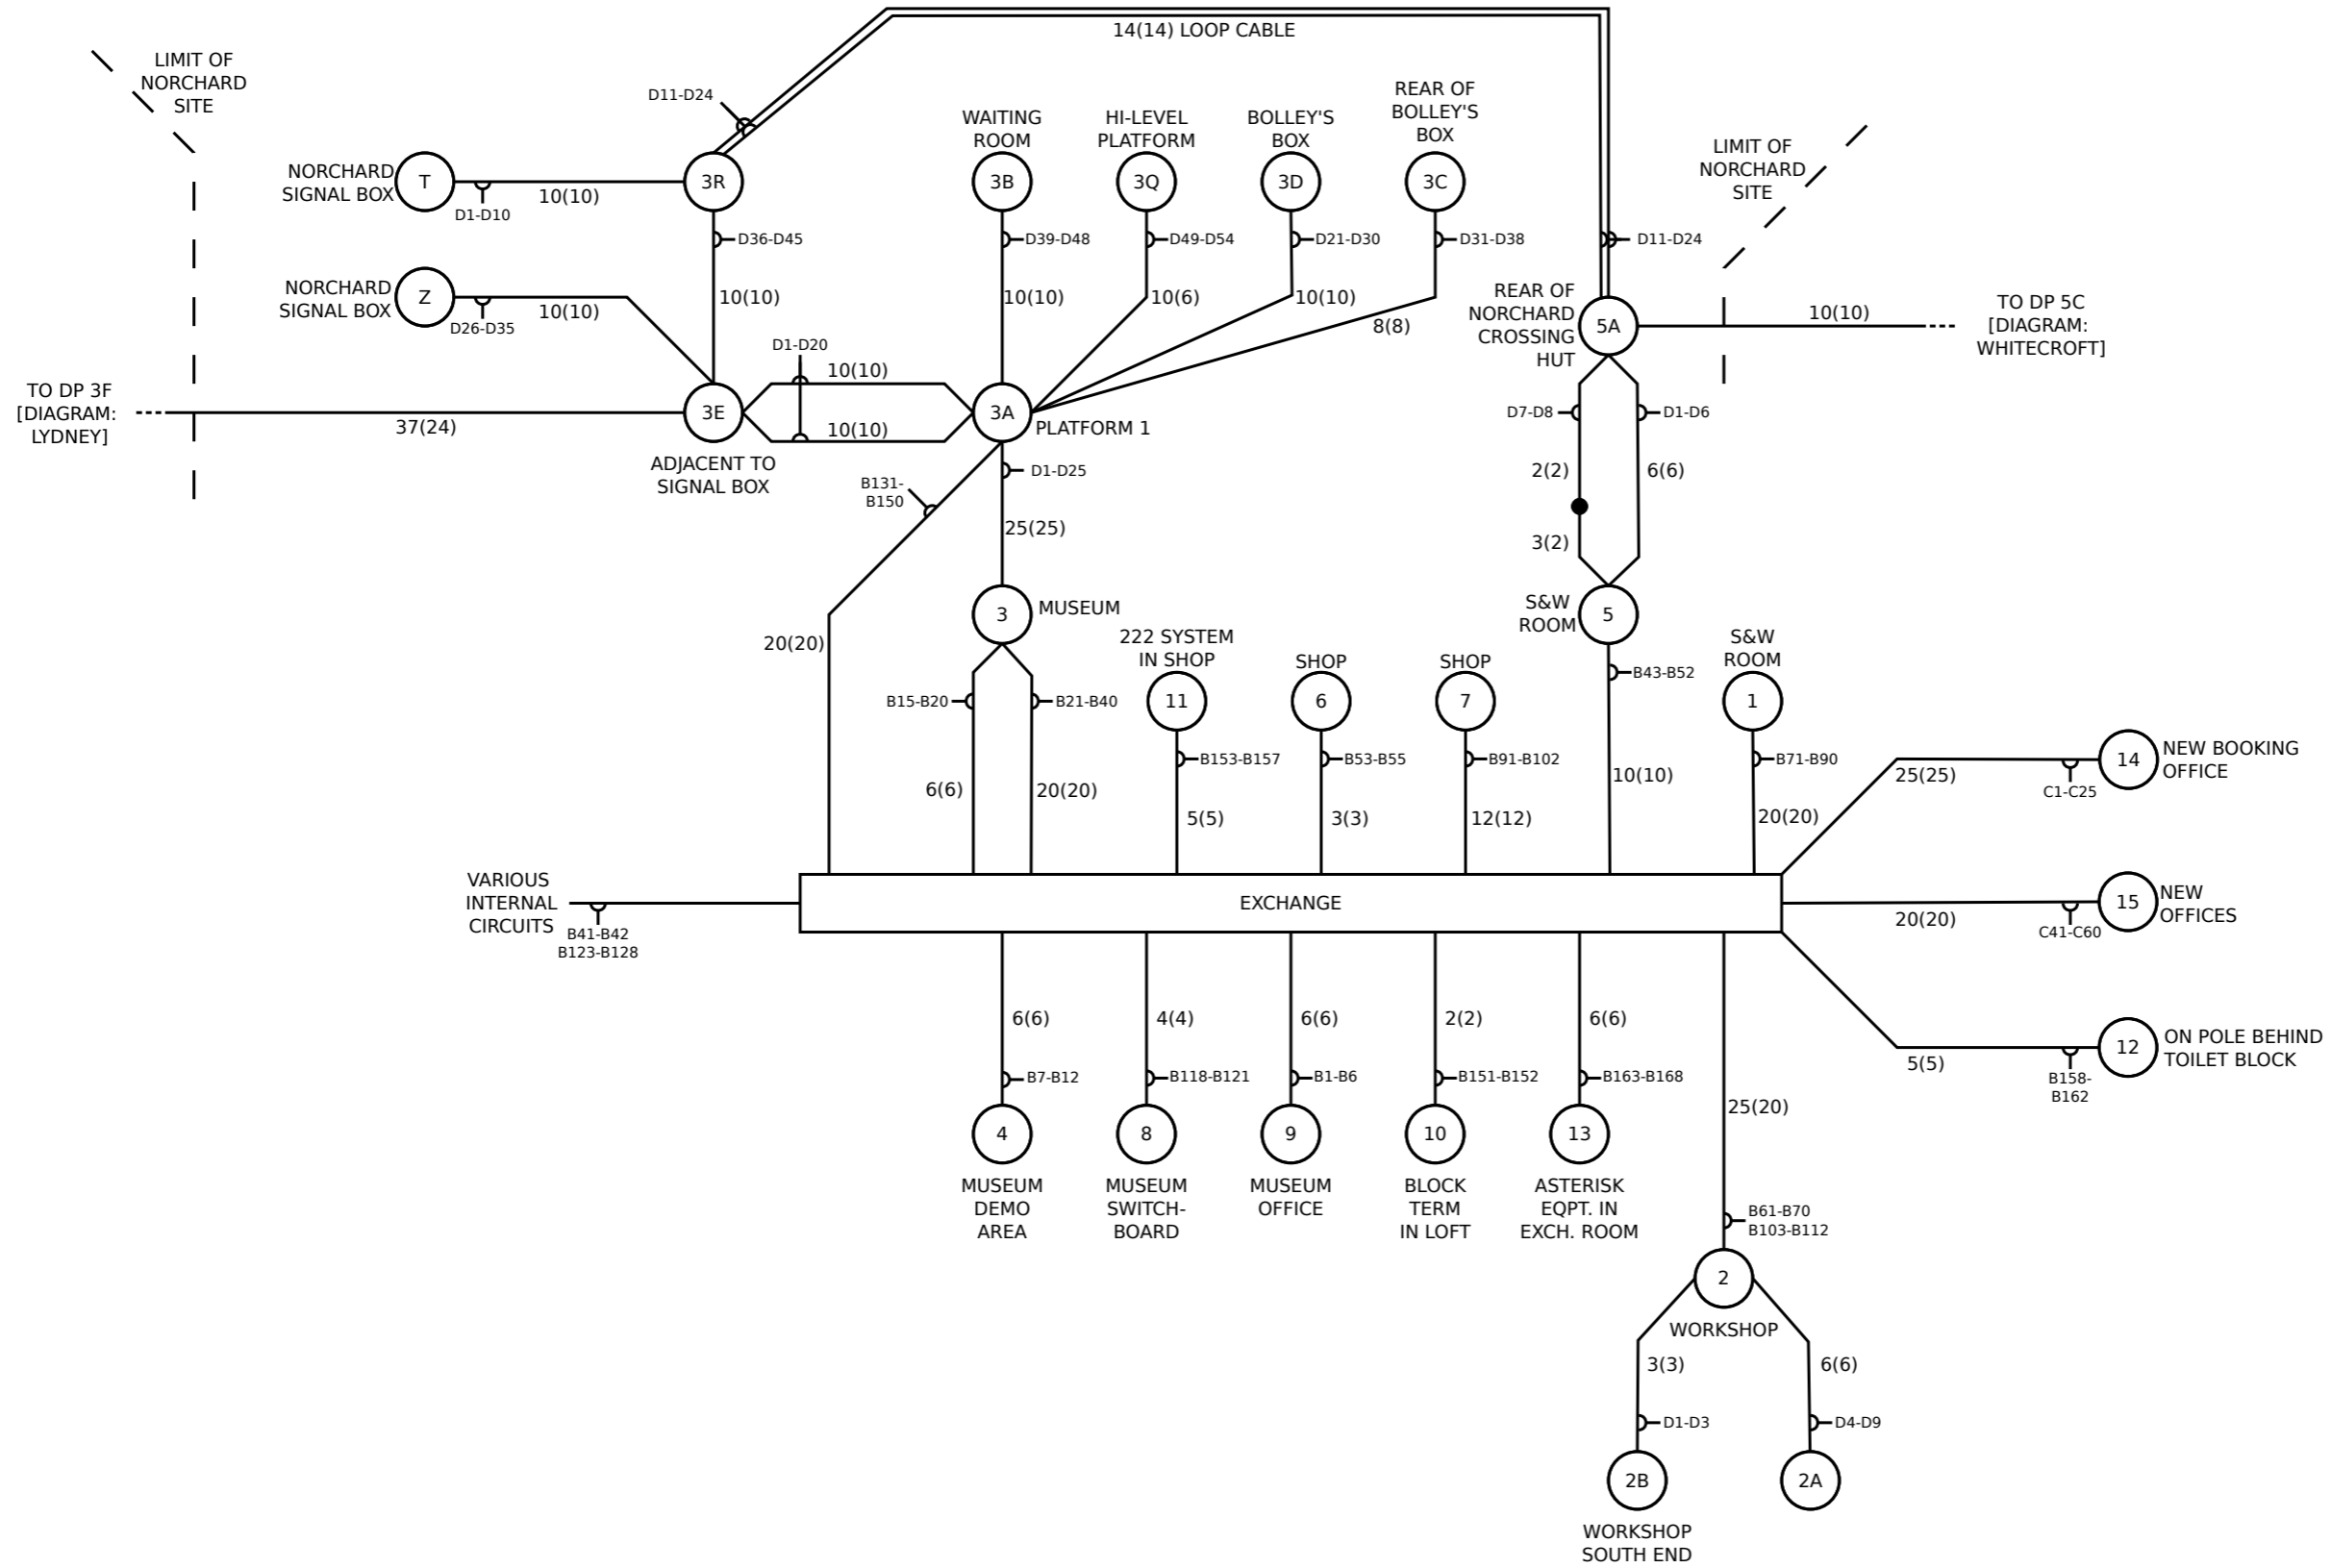 14(14) LOOP CABLE
LIMIT OF
NORCHARD
SITE
D11-D24
WAITING
ROOM
HI-LEVEL
PLATFORM
BOLLEY'S
BOX
REAR OF
BOLLEY'S
BOX
LIMIT OF
NORCHARD
SITE
NORCHARD
SIGNAL BOX
T
D1-D10
10(10)
3R
3B
3Q
3D
3C
D36-D45
D39-D48
D49-D54
D21-D30
D31-D38
D11-D24
NORCHARD
SIGNAL BOX
Z
D26-D35
10(10)
10(10)
10(10)
10(6)
10(10)
8(8)
REAR OF
NORCHARD
CROSSING
HUT
5A
10(10)
TO DP 5C
[DIAGRAM:
WHITECROFT]
D1-D20
10(10)
TO DP 3F
[DIAGRAM:
LYDNEY]
37(24)
3E
10(10)
3A
PLATFORM 1
ADJACENT TO
SIGNAL BOX
D7-D8
D1-D6
B131-
B150
D1-D25
2(2)
6(6)
25(25)
3(2)
20(20)
3
MUSEUM
S&W
ROOM
5
222 SYSTEM
IN SHOP
SHOP
SHOP
S&W
ROOM
B43-B52
B15-B20
B21-B40
11
6
7
1
B153-B157
B53-B55
B91-B102
B71-B90
6(6)
20(20)
5(5)
3(3)
12(12)
10(10)
20(20)
25(25)
14
NEW BOOKING
OFFICE
C1-C25
VARIOUS
INTERNAL
CIRCUITS
B41-B42
B123-B128
EXCHANGE
20(20)
15
NEW
OFFICES
C41-C60
6(6)
4(4)
6(6)
2(2)
6(6)
25(20)
5(5)
12
ON POLE BEHIND
TOILET BLOCK
B158-
B162
B7-B12
B118-B121
B1-B6
B151-B152
B163-B168
4
8
9
10
13
MUSEUM
DEMO
AREA
MUSEUM
SWITCH-
BOARD
MUSEUM
OFFICE
BLOCK
TERM
IN LOFT
ASTERISK
EQPT. IN
EXCH. ROOM
B61-B70
B103-B112
2
WORKSHOP
3(3)
6(6)
D1-D3
D4-D9
2B
2A
WORKSHOP
SOUTH END